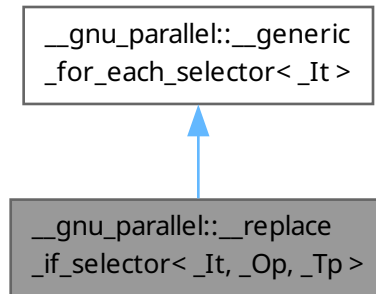 __gnu_parallel::__generic
_for_each_selector< _It >
__gnu_parallel::__replace
_if_selector< _It, _Op, _Tp >